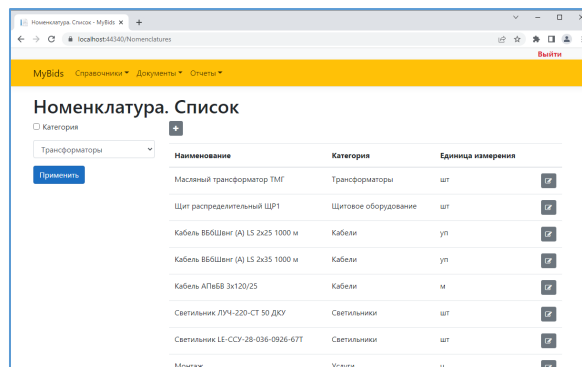 Номенклатура. Список - MyBids
localhost:44340/Nomenclatures
Выйти
MyBids Справочники Документы Отчеты
Номенклатура. Список
Категория
Трансформаторы
Применить
+
Наименование Категория Единица измерения
Масляный трансформатор ТМГ Трансформаторы шт
Щит распределительный ЩР1 Щитовое оборудование шт
Кабель ВБбШвнг (А) LS 2х25 1000 м Кабели уп
Кабель ВБбШвнг (А) LS 2х35 1000 м Кабели уп
Кабель АПвБВ 3х120/25 Кабели м
Светильник ЛУЧ-220-СТ 50 ДКУ Светильники шт
Светильник LE-ССУ-28-036-0926-67Т Светильники шт
Монтаж Услуги ч